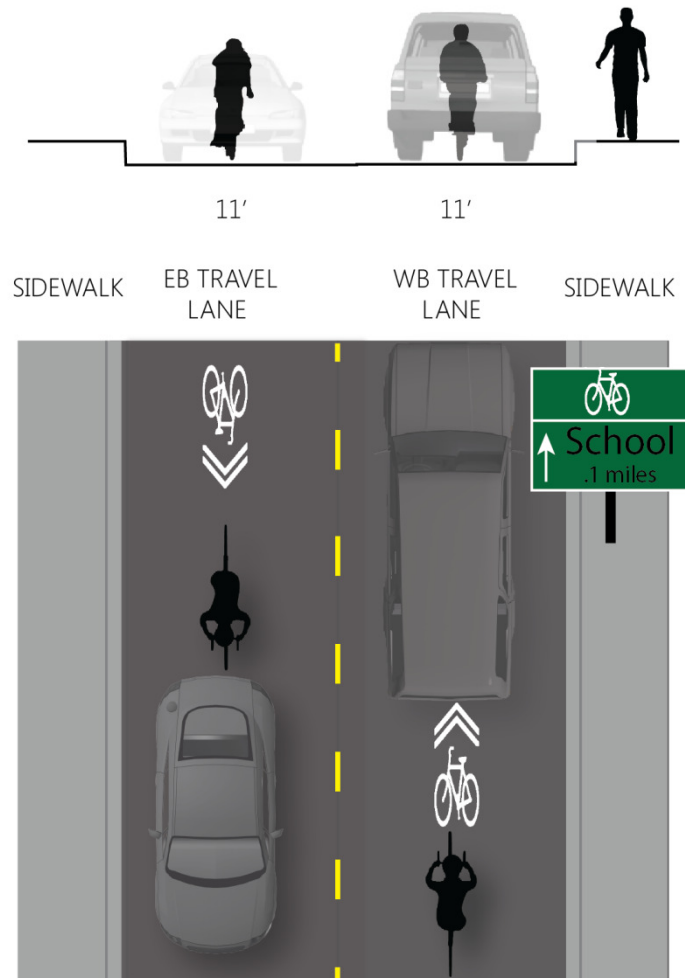 11′
11′
SIDEWALK
EB TRAVEL
LANE
WB TRAVEL
LANE
SIDEWALK
School
.1 miles